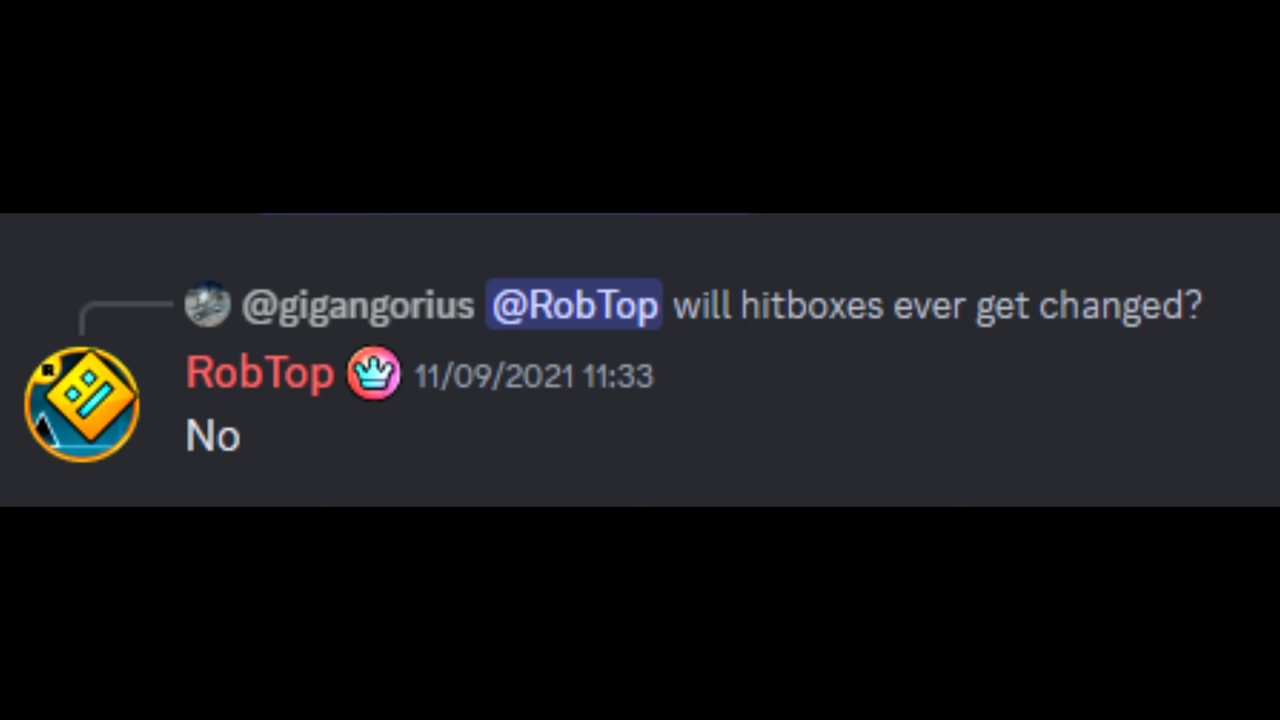 @gigangorius @RobTop will hitboxes ever get changed?
RobTop 11/09/2021 11:33
No